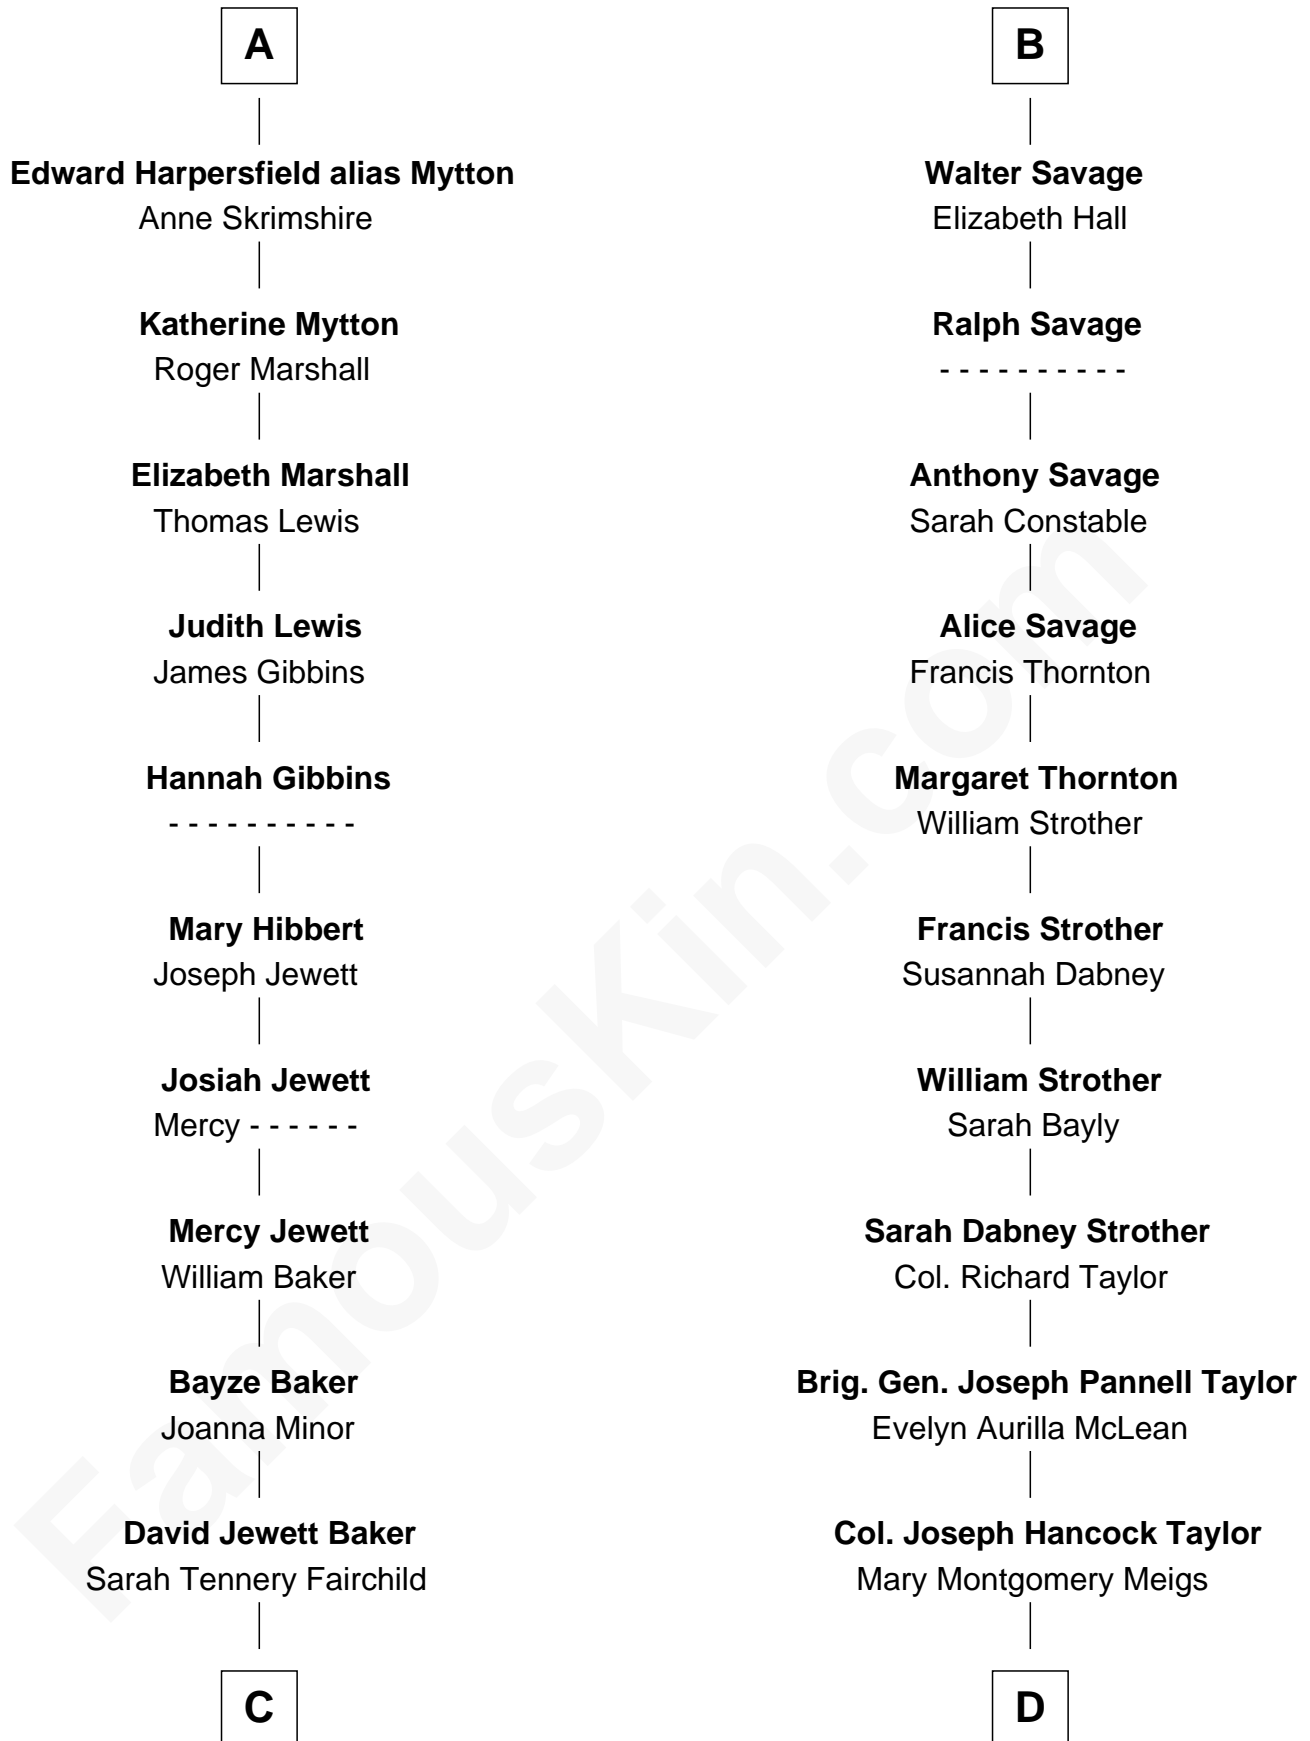 A
Edward Harpersfield alias Mytton
Anne Skrimshire
Katherine Mytton
Roger Marshall
Elizabeth Marshall
Thomas Lewis
Judith Lewis
James Gibbins
Hannah Gibbins
- - - - - - - - - -
Mary Hibbert
Joseph Jewett
Josiah Jewett
Mercy - - - - - -
Mercy Jewett
William Baker
Bayze Baker
Joanna Minor
David Jewett Baker
Sarah Tennery Fairchild
C
B
Walter Savage
Elizabeth Hall
Ralph Savage
- - - - - - - - - -
Anthony Savage
Sarah Constable
Alice Savage
Francis Thornton
Margaret Thornton
William Strother
Francis Strother
Susannah Dabney
William Strother
Sarah Bayly
Sarah Dabney Strother
Col. Richard Taylor
Brig. Gen. Joseph Pannell Taylor
Evelyn Aurilla McLean
Col. Joseph Hancock Taylor
Mary Montgomery Meigs
D
FamousKin.com